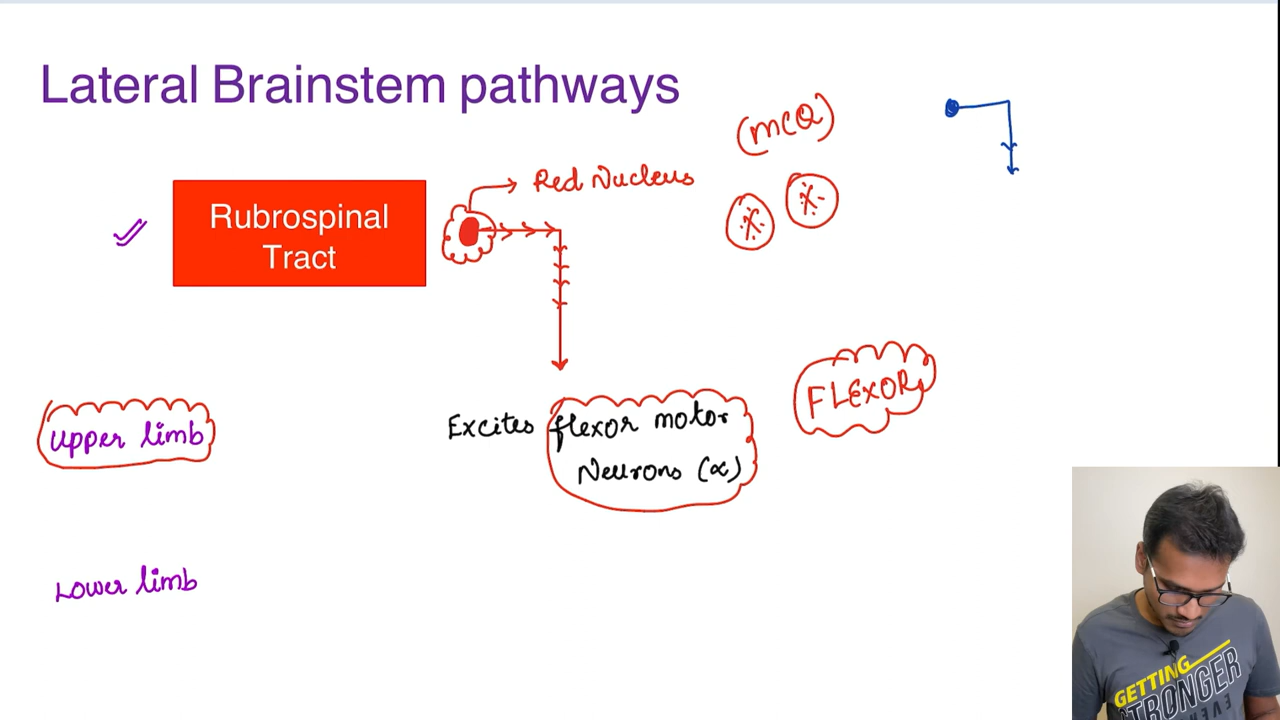 Lateral Brainstem pathways
(MCQ)
Red Nucleus
Rubrospinal
Tract
FLEXOR
Upper limb
Excites flexor motor
Neurons (α)
Lower limb
GETTING
STRONGER
EVER